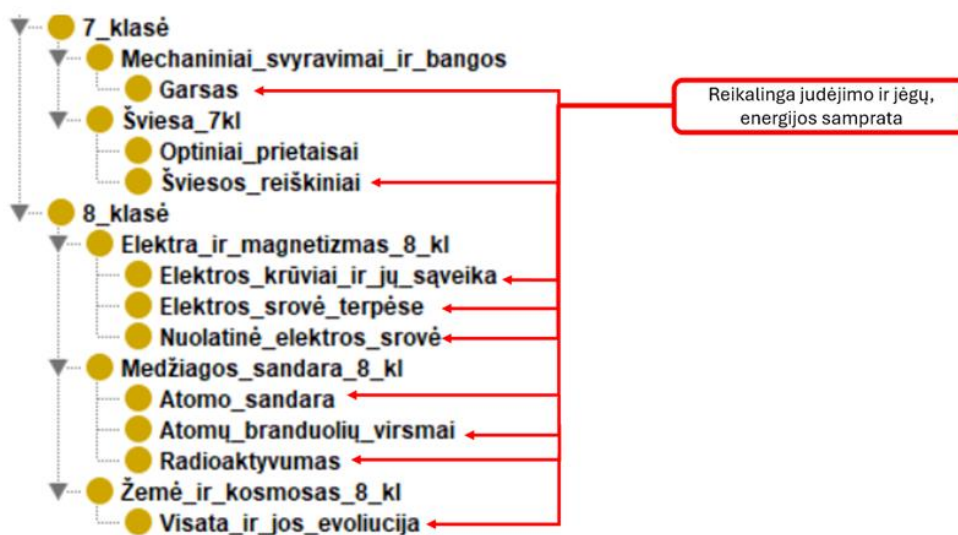 7_klasė
Mechaniniai_svyravimai_ir_bangos
Garsas
Šviesa_7kl
Optiniai_prietaisai
Šviesos_reiškiniai
8_klasė
Elektra_ir_magnetizmas_8_kl
Elektros_krūviai_ir_jų_sąveika
Elektros_srovė_terpėse
Nuolatinė_elektros_srovė
Medžiagos_sandara_8_kl
Atomo_sandara
Atomų_branduolių_virsmai
Radioaktyvumas
Žemė_ir_kosmosas_8_kl
Visata_ir_jos_evoliucija
Reikalinga judėjimo ir jėgų,
energijos samprata